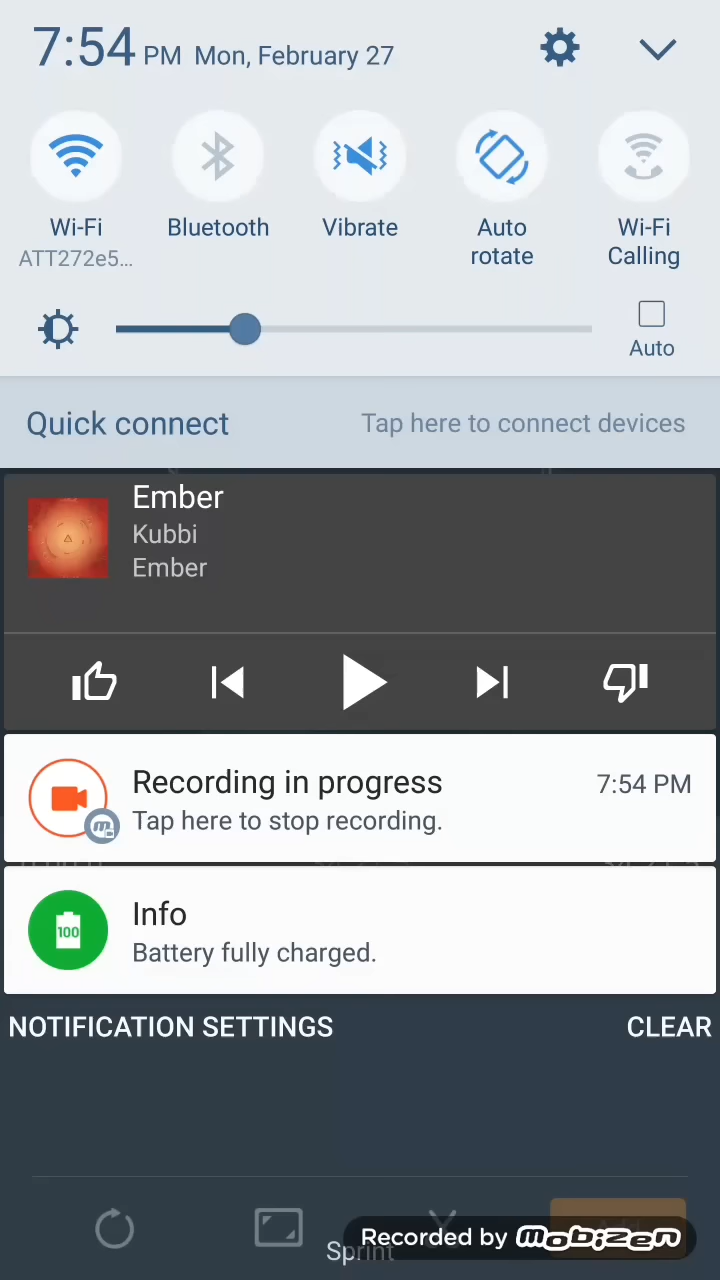 7:54 PM Mon, February 27
Wi-Fi
ATT272e5...
Bluetooth
Vibrate
Auto
rotate
Wi-Fi
Calling
Auto
Quick connect
Tap here to connect devices
Ember
Kubbi
Ember
Recording in progress
7:54 PM
Tap here to stop recording.
100
Info
Battery fully charged.
NOTIFICATION SETTINGS
CLEAR
Sprint
Recorded by mobizen